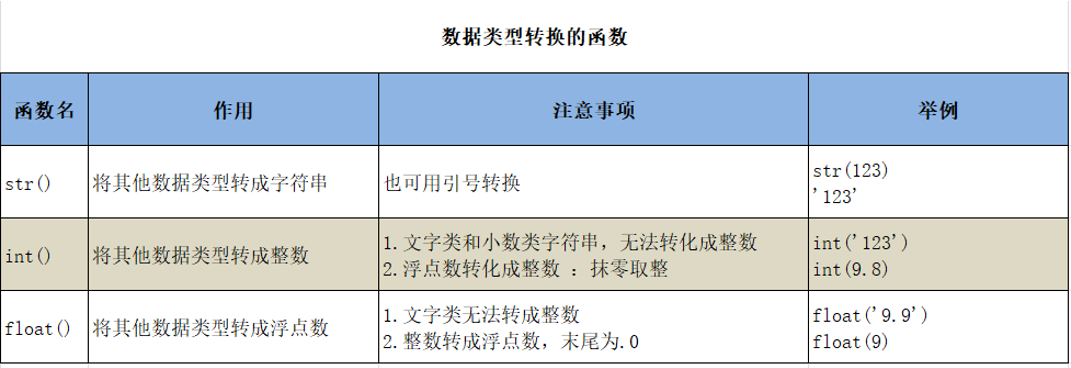 数据类型转换的函数
函数名 作用 注意事项 举例
str() 将其他数据类型转成字符串 也可用引号转换 str(123)
'123'
int() 将其他数据类型转成整数 1.文字类和小数类字符串，无法转化成整数 int('123')
2.浮点数转化成整数 ：抹零取整 int(9.8)
float() 将其他数据类型转成浮点数 1.文字类无法转成整数 float('9.9')
2.整数转成浮点数，末尾为.0 float(9)